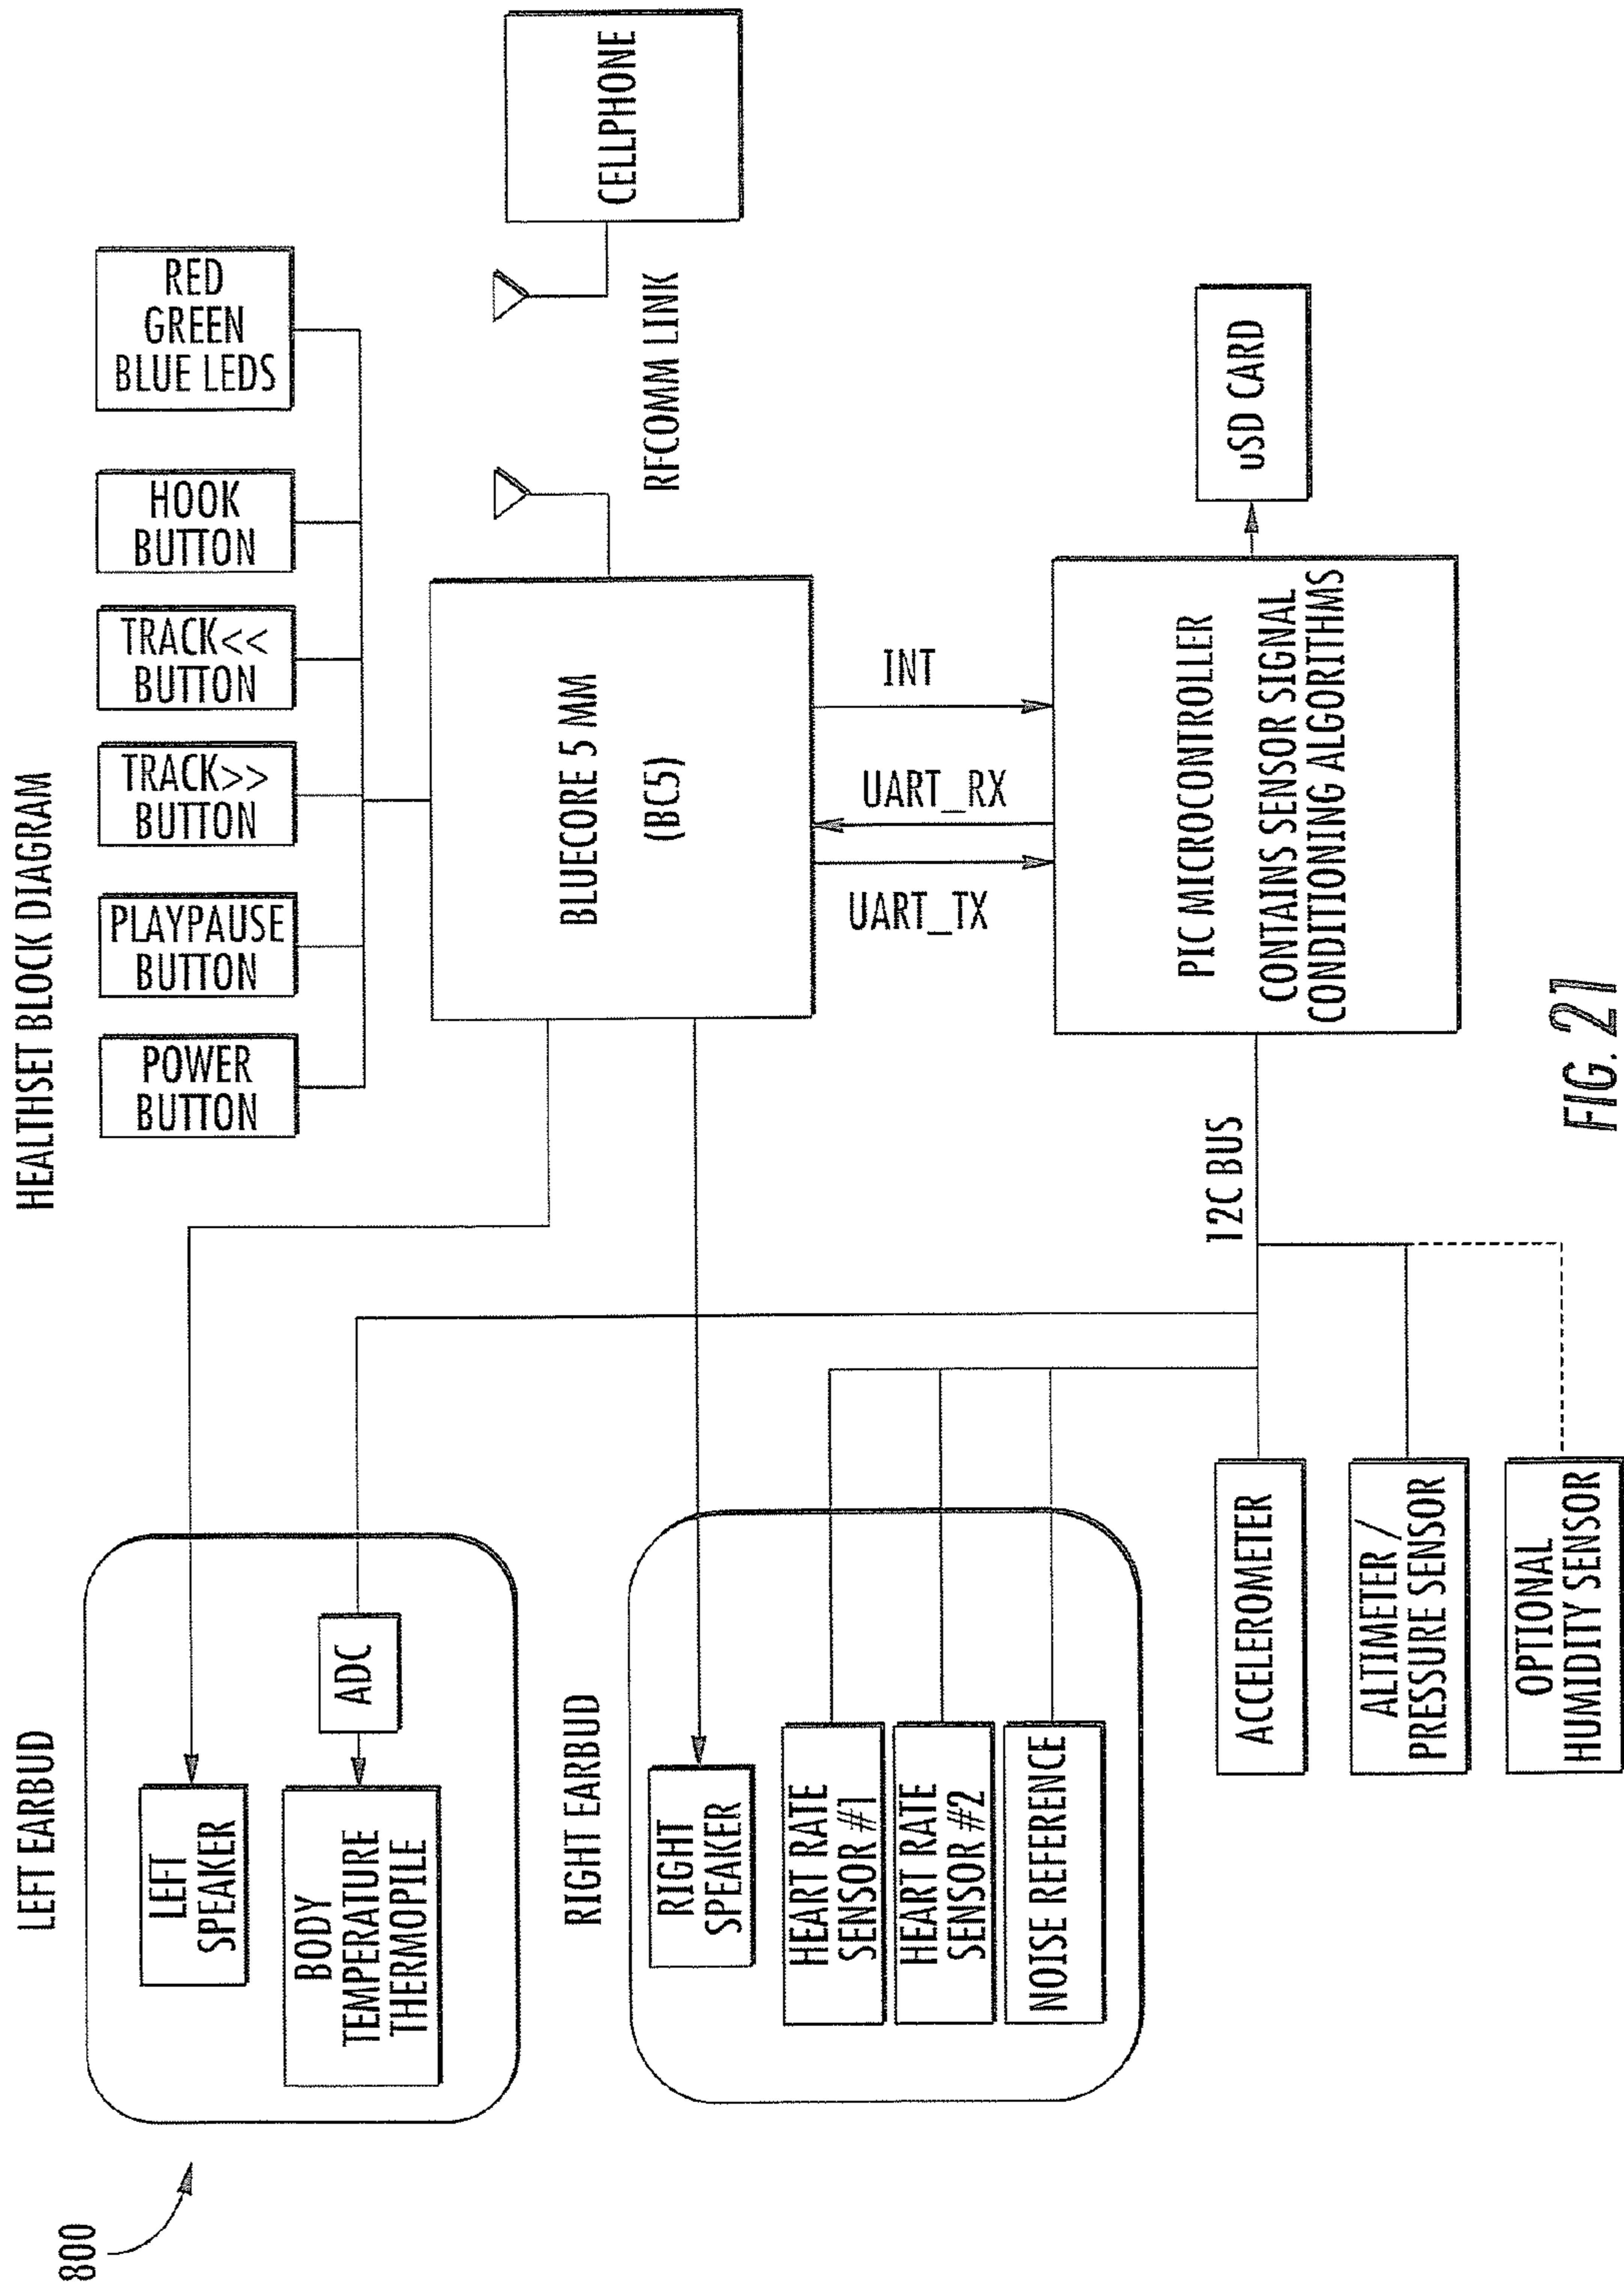 HEALTHSET BLOCK DIAGRAM
800
LEFT EARBUD
LEFT
SPEAKER
BODY
TEMPERATURE
THERMOPILE
ADC
RIGHT EARBUD
RIGHT
SPEAKER
HEART RATE
SENSOR #1
HEART RATE
SENSOR #2
NOISE REFERENCE
ACCELEROMETER
ALTIMETER /
PRESSURE SENSOR
OPTIONAL
HUMIDITY SENSOR
POWER
BUTTON
PLAYPAUSE
BUTTON
TRACK>>
BUTTON
TRACK<<
BUTTON
HOOK
BUTTON
RED
GREEN
BLUE LEDS
BLUECORE 5 MM
(BC5)
CELLPHONE
RFCOMM LINK
UART_TX
UART_RX
INT
PIC MICROCONTROLLER
CONTAINS SENSOR SIGNAL
CONDITIONING ALGORITHMS
uSD CARD
12C BUS
FIG. 21